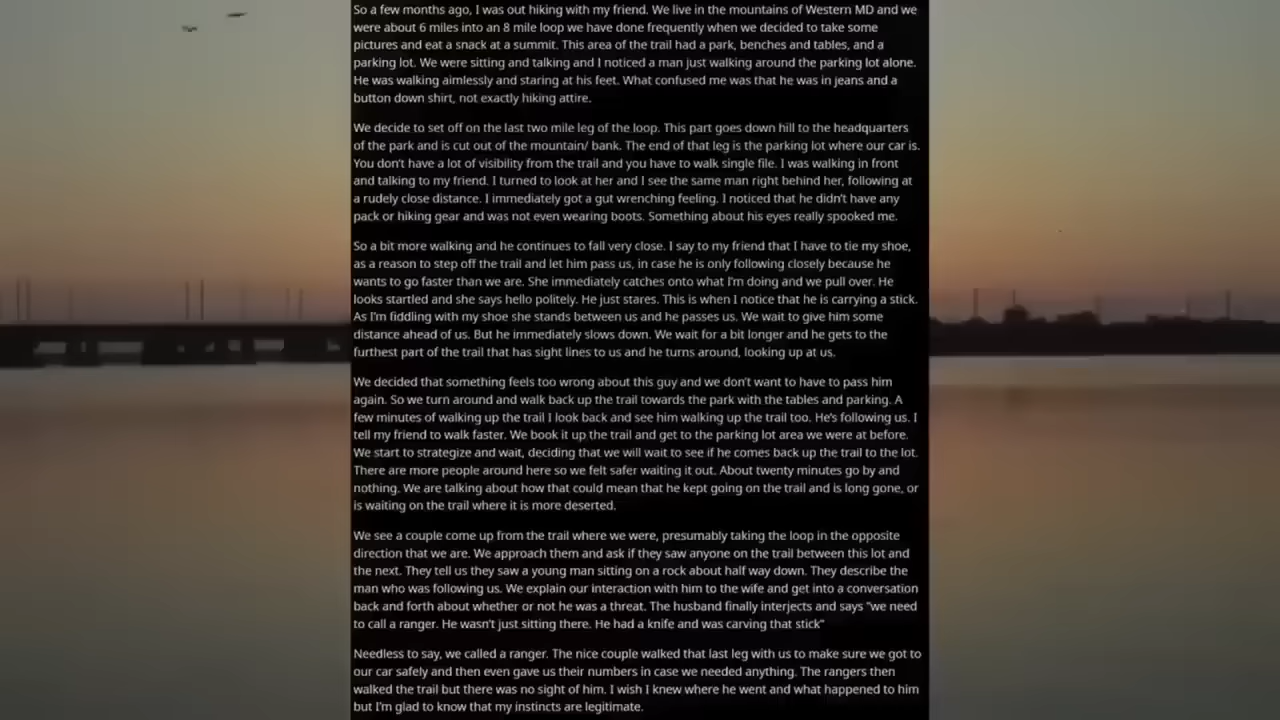 So a few months ago, I was out hiking with my friend. We live in the mountains of Western MD and we
were about 6 miles into an 8 mile loop we have done frequently when we decided to take some
pictures and eat a snack at a summit. This area of the trail had a park, benches and tables, and a
parking lot. We were sitting and talking and I noticed a man just walking around the parking lot alone.
He was walking aimlessly and staring at his feet. What confused me was that he was in jeans and a
button down shirt, not exactly hiking attire.
We decide to set off on the last two mile leg of the loop. This part goes down hill to the headquarters
of the park and is cut out of the mountain/ bank. The end of that leg is the parking lot where our car is.
You don't have a lot of visibility from the trail and you have to walk single file. I was walking in front
and talking to my friend. I turned to look at her and I see the same man right behind her, following at
a rudely close distance. I immediately got a gut wrenching feeling. I noticed that he didn't have any
pack or hiking gear and was not even wearing boots. Something about his eyes really spooked me.
So a bit more walking and he continues to fall very close. I say to my friend that I have to tie my shoe,
as a reason to step off the trail and let him pass us, in case he is only following closely because he
wants to go faster than we are. She immediately catches onto what I'm doing and we pull over. He
looks startled and she says hello politely. He just stares. This is when I notice that he is carrying a stick.
As I'm fiddling with my shoe she stands between us and he passes us. We wait to give him some
distance ahead of us. But he immediately slows down. We wait for a bit longer and he gets to the
furthest part of the trail that has sight lines to us and he turns around, looking up at us.
We decided that something feels too wrong about this guy and we don't want to have to pass him
again. So we turn around and walk back up the trail towards the park with the tables and parking. A
few minutes of walking up the trail I look back and see him walking up the trail too. He's following us. I
tell my friend to walk faster. We book it up the trail and get to the parking lot area we were at before.
We start to strategize and wait, deciding that we will wait to see if he comes back up the trail to the lot.
There are more people around here so we felt safer waiting it out. About twenty minutes go by and
nothing. We are talking about how that could mean that he kept going on the trail and is long gone, or
is waiting on the trail where it is more deserted.
We see a couple come up from the trail where we were, presumably taking the loop in the opposite
direction that we are. We approach them and ask if they saw anyone on the trail between this lot and
the next. They tell us they saw a young man sitting on a rock about half way down. They describe the
man who was following us. We explain our interaction with him to the wife and get into a conversation
back and forth about whether or not he was a threat. The husband finally interjects and says "we need
to call a ranger. He wasn't just sitting there. He had a knife and was carving that stick"
Needless to say, we called a ranger. The nice couple walked that last leg with us to make sure we got to
our car safely and then even gave us their numbers in case we needed anything. The rangers then
walked the trail but there was no sight of him. I wish I knew where he went and what happened to him
but I'm glad to know that my instincts are legitimate.